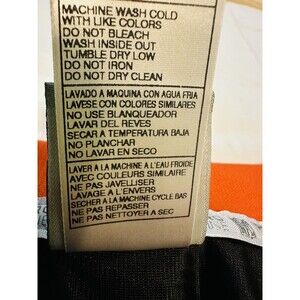 MACHINE WASH COLD
WITH LIKE COLORS
DO NOT BLEACH
WASH INSIDE OUT
TUMBLE DRY LOW
DO NOT IRON
DO NOT DRY CLEAN
LAVADO A MAQUINA CON AGUA FRIA
LAVESE CON COLORES SIMILARES
NO USE BLANQUEADOR
LAVAR DEL REVES
SECAR A TEMPERATURA BAJA
NO PLANCHAR
NO LAVAR EN SECO
LAVER A LA MACHINE A L'EAU FROIDE
AVEC COULEURS SIMILAIRE
NE PAS JAVELLISER
LAVAGE A L'ENVERS
SECHER A LA MACHINE CYCLE BAS
NE PAS REPASSER
NE PAS NETTOYER A SEC